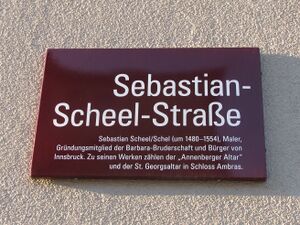 Sebastian-
Scheel-Straße
Sebastian Scheel/Schel (um 1480–1554), Maler,
Gründungsmitglied der Barbara-Bruderschaft und Bürger von
Innsbruck. Zu seinen Werken zählen der „Annenberger Altar“
und der St. Georgsaltar in Schloss Ambras.